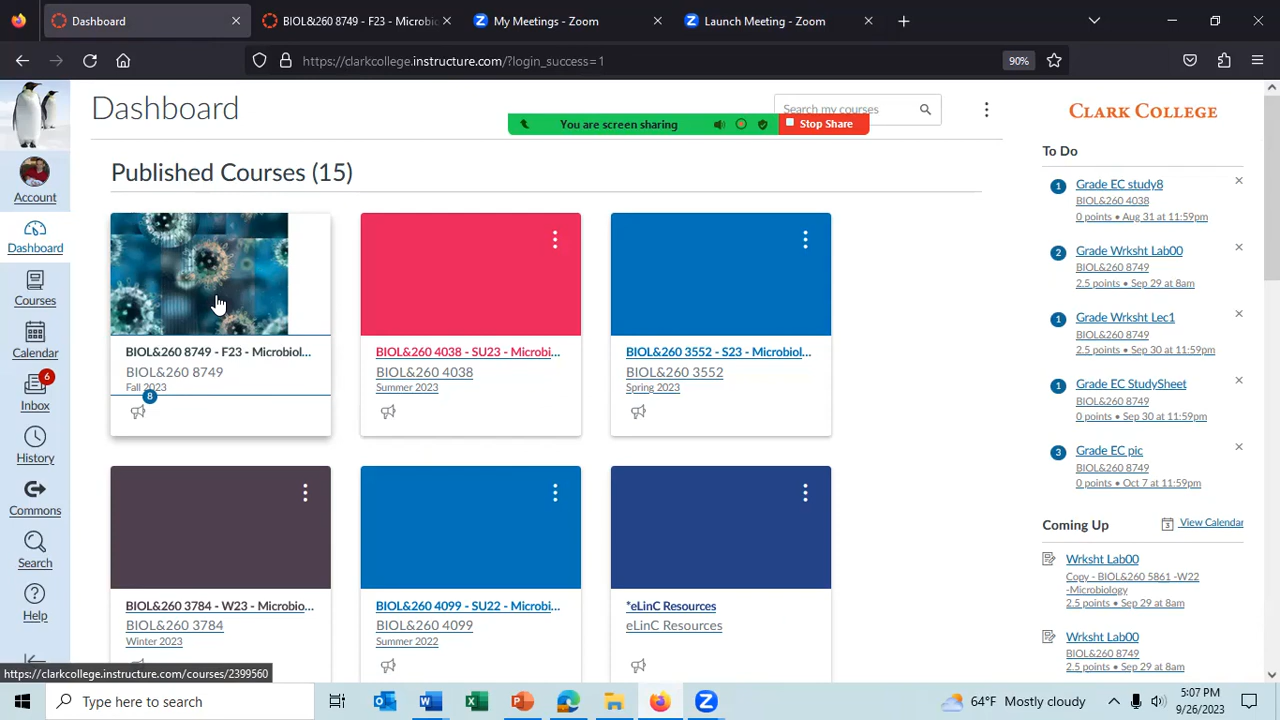 Dashboard
BIOL&260 8749 - F23 - Microbi
My Meetings - Zoom
Launch Meeting - Zoom
https://clarkcollege.instructure.com/?login_success=1
90%
Dashboard
Search my courses
You are screen sharing
Stop Share
CLARK COLLEGE
Account
Dashboard
Courses
Calendar
6
Inbox
History
Commons
Search
Help
Published Courses (15)
BIOL&260 8749 - F23 - Microbiol...
BIOL&260 8749
Fall 2023
8
BIOL&260 4038 - SU23 - Microbi...
BIOL&260 4038
Summer 2023
BIOL&260 3552 - S23 - Microbiol...
BIOL&260 3552
Spring 2023
BIOL&260 3784 - W23 - Microbio...
BIOL&260 3784
Winter 2023
BIOL&260 4099 - SU22 - Microbi...
BIOL&260 4099
Summer 2022
*eLinC Resources
eLinC Resources
To Do
1
Grade EC study8
BIOL&260 4038
0 points • Aug 31 at 11:59pm
2
Grade Wrksht Lab00
BIOL&260 8749
2.5 points • Sep 29 at 8am
1
Grade Wrksht Lec1
BIOL&260 8749
2.5 points • Sep 30 at 11:59pm
1
Grade EC StudySheet
BIOL&260 8749
0 points • Sep 30 at 11:59pm
3
Grade EC pic
BIOL&260 8749
0 points • Oct 7 at 11:59pm
Coming Up
3
View Calendar
Wrksht Lab00
Copy - BIOL&260 5861 -W22
-Microbiology
2.5 points • Sep 29 at 8am
Wrksht Lab00
BIOL&260 8749
2.5 points • Sep 29 at 8am
https://clarkcollege.instructure.com/courses/2399560
Type here to search
64°F Mostly cloudy
5:07 PM
9/26/2023